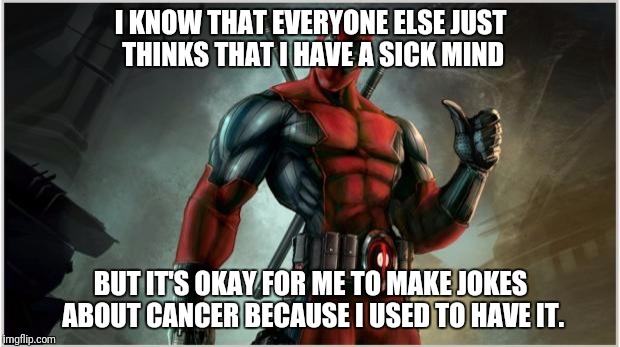 I KNOW THAT EVERYONE ELSE JUST
THINKS THAT I HAVE A SICK MIND
BUT IT'S OKAY FOR ME TO MAKE JOKES
ABOUT CANCER BECAUSE I USED TO HAVE IT.
imgflip.com